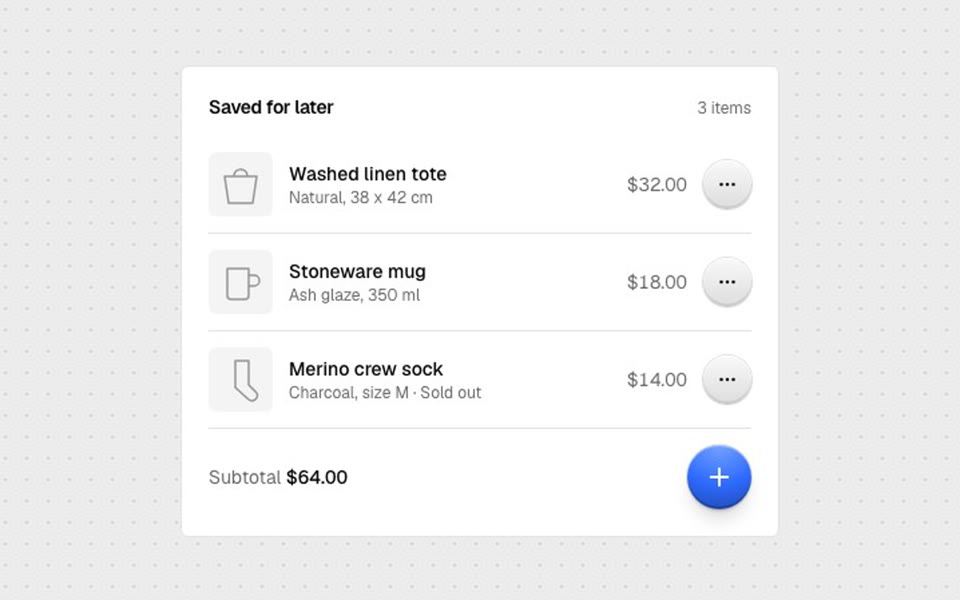 Saved for later
3 items
Washed linen tote
Natural, 38 x 42 cm
$32.00
Stoneware mug
Ash glaze, 350 ml
$18.00
Merino crew sock
Charcoal, size M · Sold out
$14.00
Subtotal $64.00